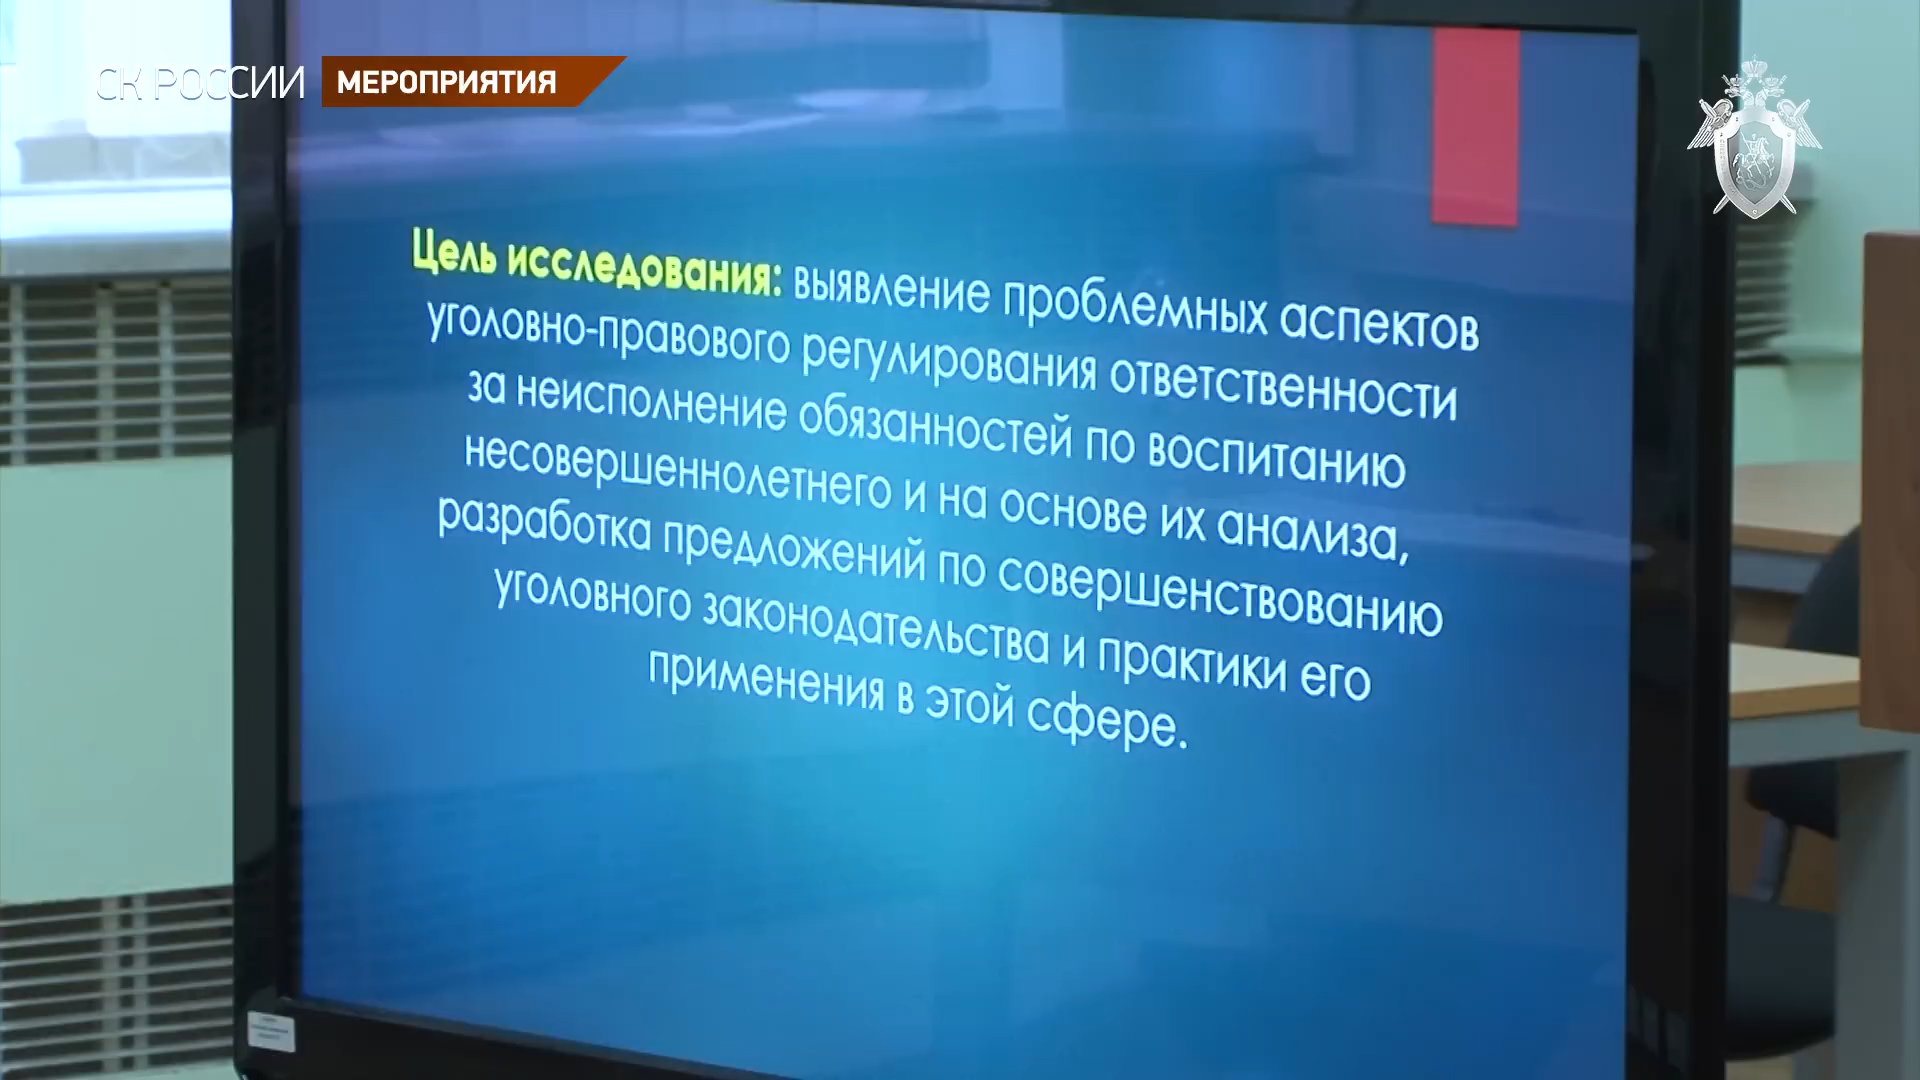 СК РОССИИ МЕРОПРИЯТИЯ
Цель исследования: выявление проблемных аспектов
уголовно-правового регулирования ответственности
за неисполнение обязанностей по воспитанию
несовершеннолетнего и на основе их анализа,
разработка предложений по совершенствованию
уголовного законодательства и практики его
применения в этой сфере.